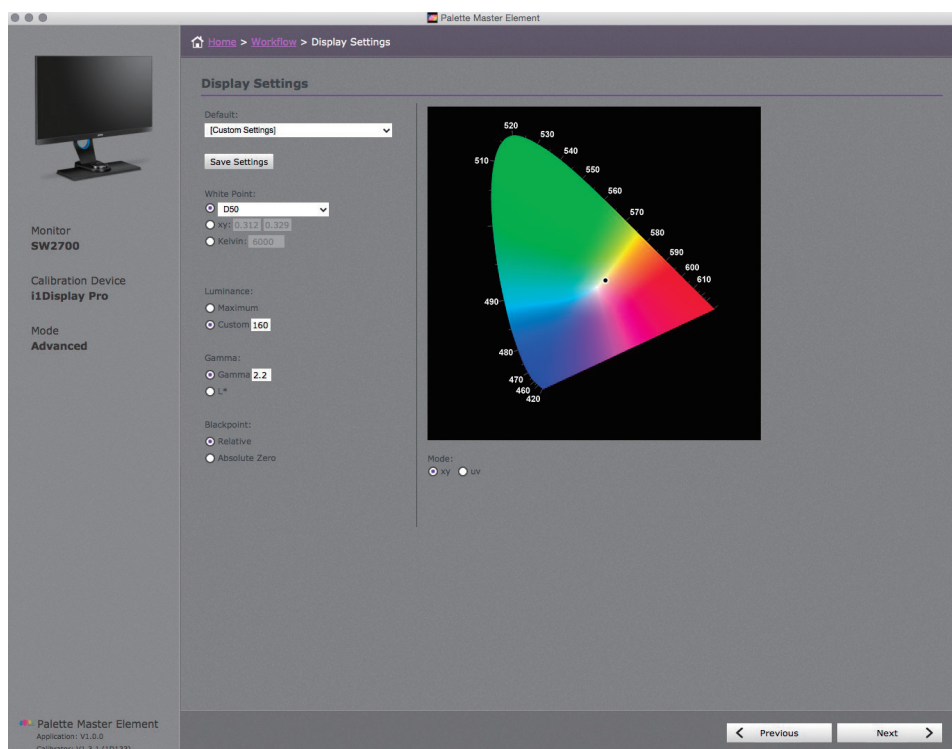 Palette Master Element
Home > Workflow > Display Settings
Display Settings
Default:
[Custom Settings]
Save Settings
White Point:
D50
xy: 0.312 0.329
Kelvin: 6000
Luminance:
Maximum
Custom 160
Gamma:
Gamma 2.2
L*
Blackpoint:
Relative
Absolute Zero
520
530
540
510
550
560
570
580
590
600
610
490
480
470
460
420
Mode:
xy uv
Monitor
SW2700
Calibration Device
i1Display Pro
Mode
Advanced
Palette Master Element
Application: V1.0.0
Previous
Next